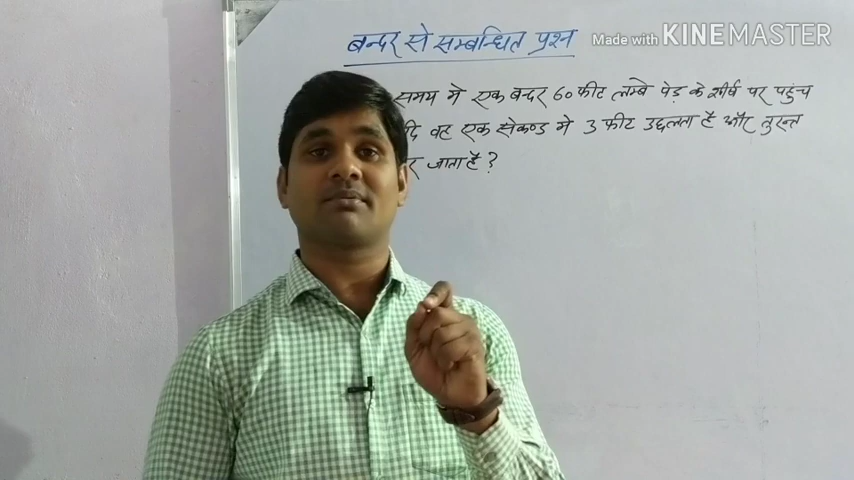 बन्दर से सम्बन्धित प्रश्न
Made with KINEMASTER
समय मे एक बन्दर 60 फीट लम्बे पेड़ के शीर्ष पर पहुंच
वह एक सेकण्ड मे 3 फीट उछलता है और तुरन्त
जाता है ?